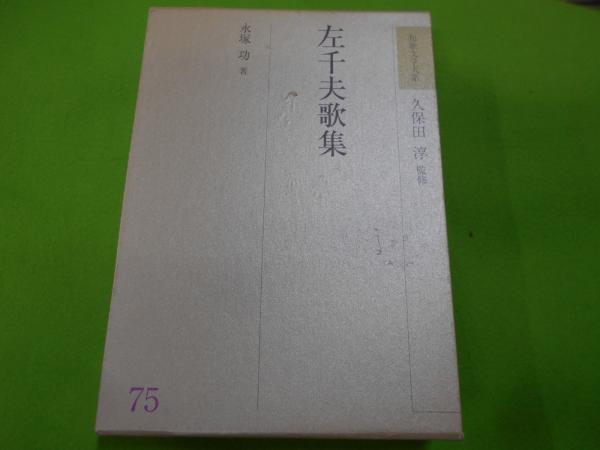 和歌文学大系
久保田 淳 監修
左千夫歌集
永塚 功 著
75